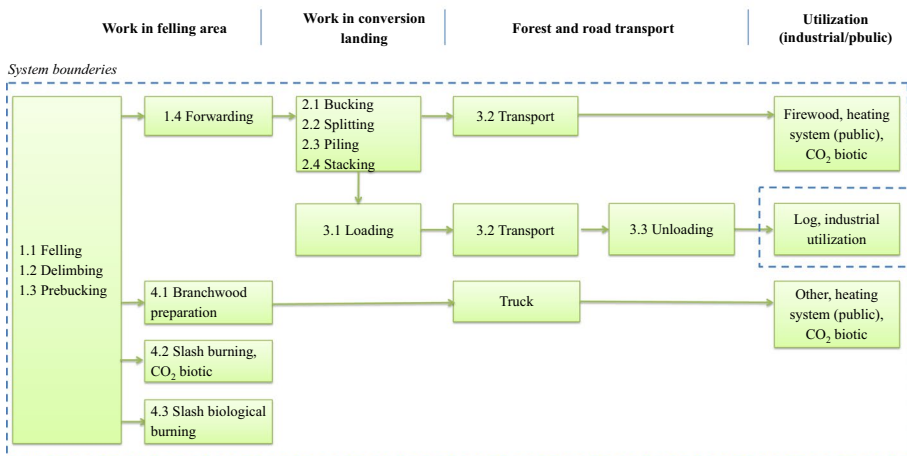 Work in felling area
Work in conversion
landing
Forest and road transport
Utilization
(industrial/pbulic)
System bounderies
1.1 Felling
1.2 Delimbing
1.3 Prebucking
1.4 Forwarding
2.1 Bucking
2.2 Splitting
2.3 Piling
2.4 Stacking
3.2 Transport
Firewood, heating
system (public),
CO₂ biotic
3.1 Loading
3.2 Transport
3.3 Unloading
Log, industrial
utilization
4.1 Branchwood
preparation
Truck
Other, heating
system (public),
CO₂ biotic
4.2 Slash burning,
CO₂ biotic
4.3 Slash biological
burning